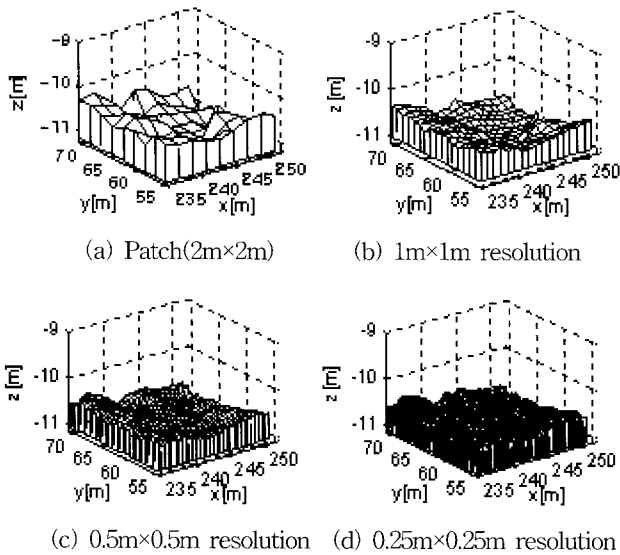 -9
-10
-11
z[m]
70
65
60
55
y[m]
235
240
245
250
x[m]
(a) Patch(2m×2m)
-9
-10
-11
z [m]
70
65
60
55
y[m]
235
240
245
250
x[m]
(b) 1m×1m resolution
-9
-10
-11
z [m]
70
65
60
55
y[m]
235
240
245
250
x[m]
(c) 0.5m×0.5m resolution
-9
-10
-11
z [m]
70
65
60
55
y[m]
235
240
245
250
x[m]
(d) 0.25m×0.25m resolution